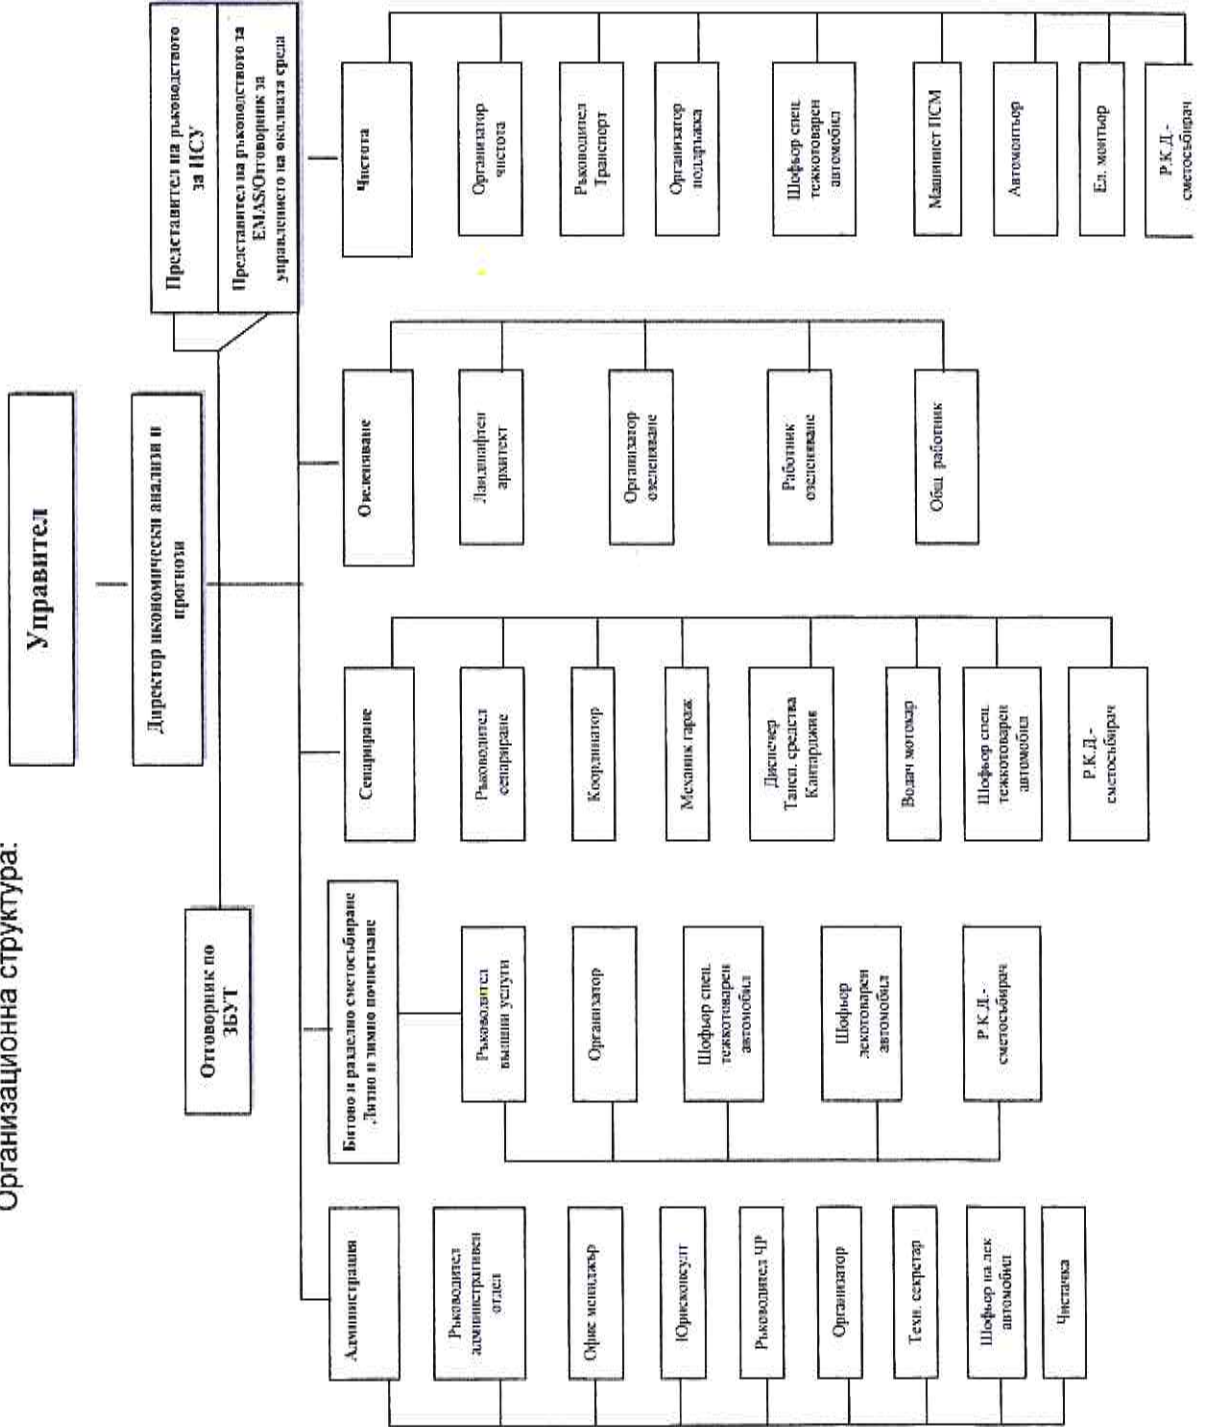 Организационна структура:
Управител
Директор икономически анализи и
прогнози
Отговорник по
ЗБУТ
Представител на ръководството
за ИСУ
Представител на ръководството за
EMAS/Отговорник за
управлението на околната среда
Администрация
Ръководител
административен
отдел
Офис мениджър
Юрисконсулт
Ръководител ЧР
Организатор
Техн. секретар
Шофьор на лек
автомобил
Чистачка
Битово и разделно сметосъбиране
Лятно и зимно почистване
Ръководител
външни услуги
Организатор
Шофьор спец.
тежкотоварен
автомобил
Шофьор
лекотоварен
автомобил
Р.К.Д.-
сметосъбирач
Сепариране
Ръководител
сепариране
Координатор
Механик гараж
Диспечер
Тансп. средства
Кантарджия
Водач мотокар
Шофьор спец.
тежкотоварен
автомобил
Р.К.Д.-
сметосъбирач
Озеленяване
Ландшафтен
архитект
Организатор
озеленяване
Работник
озеленяване
Общ работник
Чистота
Организатор
чистота
Ръководител
Транспорт
Организатор
поддръжка
Шофьор спец.
тежкотоварен
автомобил
Машинист ПСМ
Автомонтьор
Ел. монтьор
Р.К.Д.-
сметосъбирач